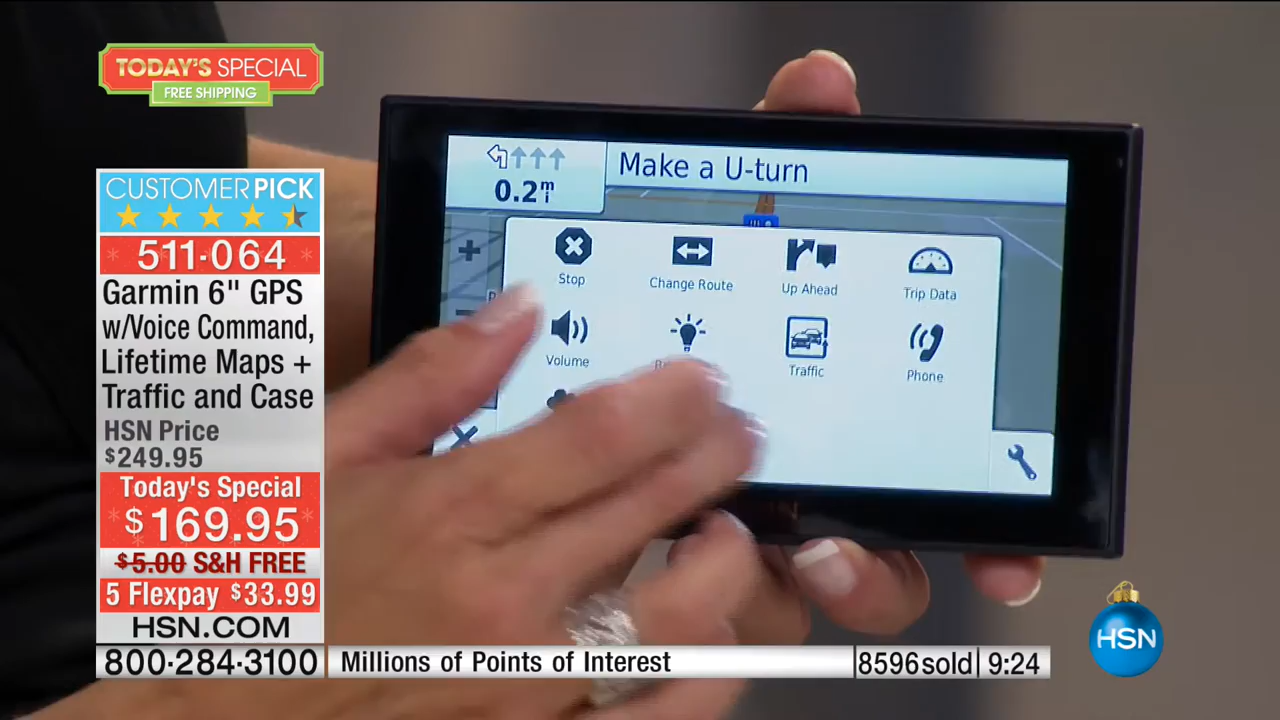 TODAY'S SPECIAL
FREE SHIPPING
CUSTOMER PICK
511-064
Garmin 6" GPS
w/Voice Command,
Lifetime Maps +
Traffic and Case
HSN Price
$249.95
Today's Special
$169.95
$5.00 S&H FREE
5 Flexpay $33.99
HSN.COM
800-284-3100
Millions of Points of Interest
8596sold
9:24
HSN
0.2 mi
Make a U-turn
Stop
Change Route
Up Ahead
Trip Data
Volume
Traffic
Phone